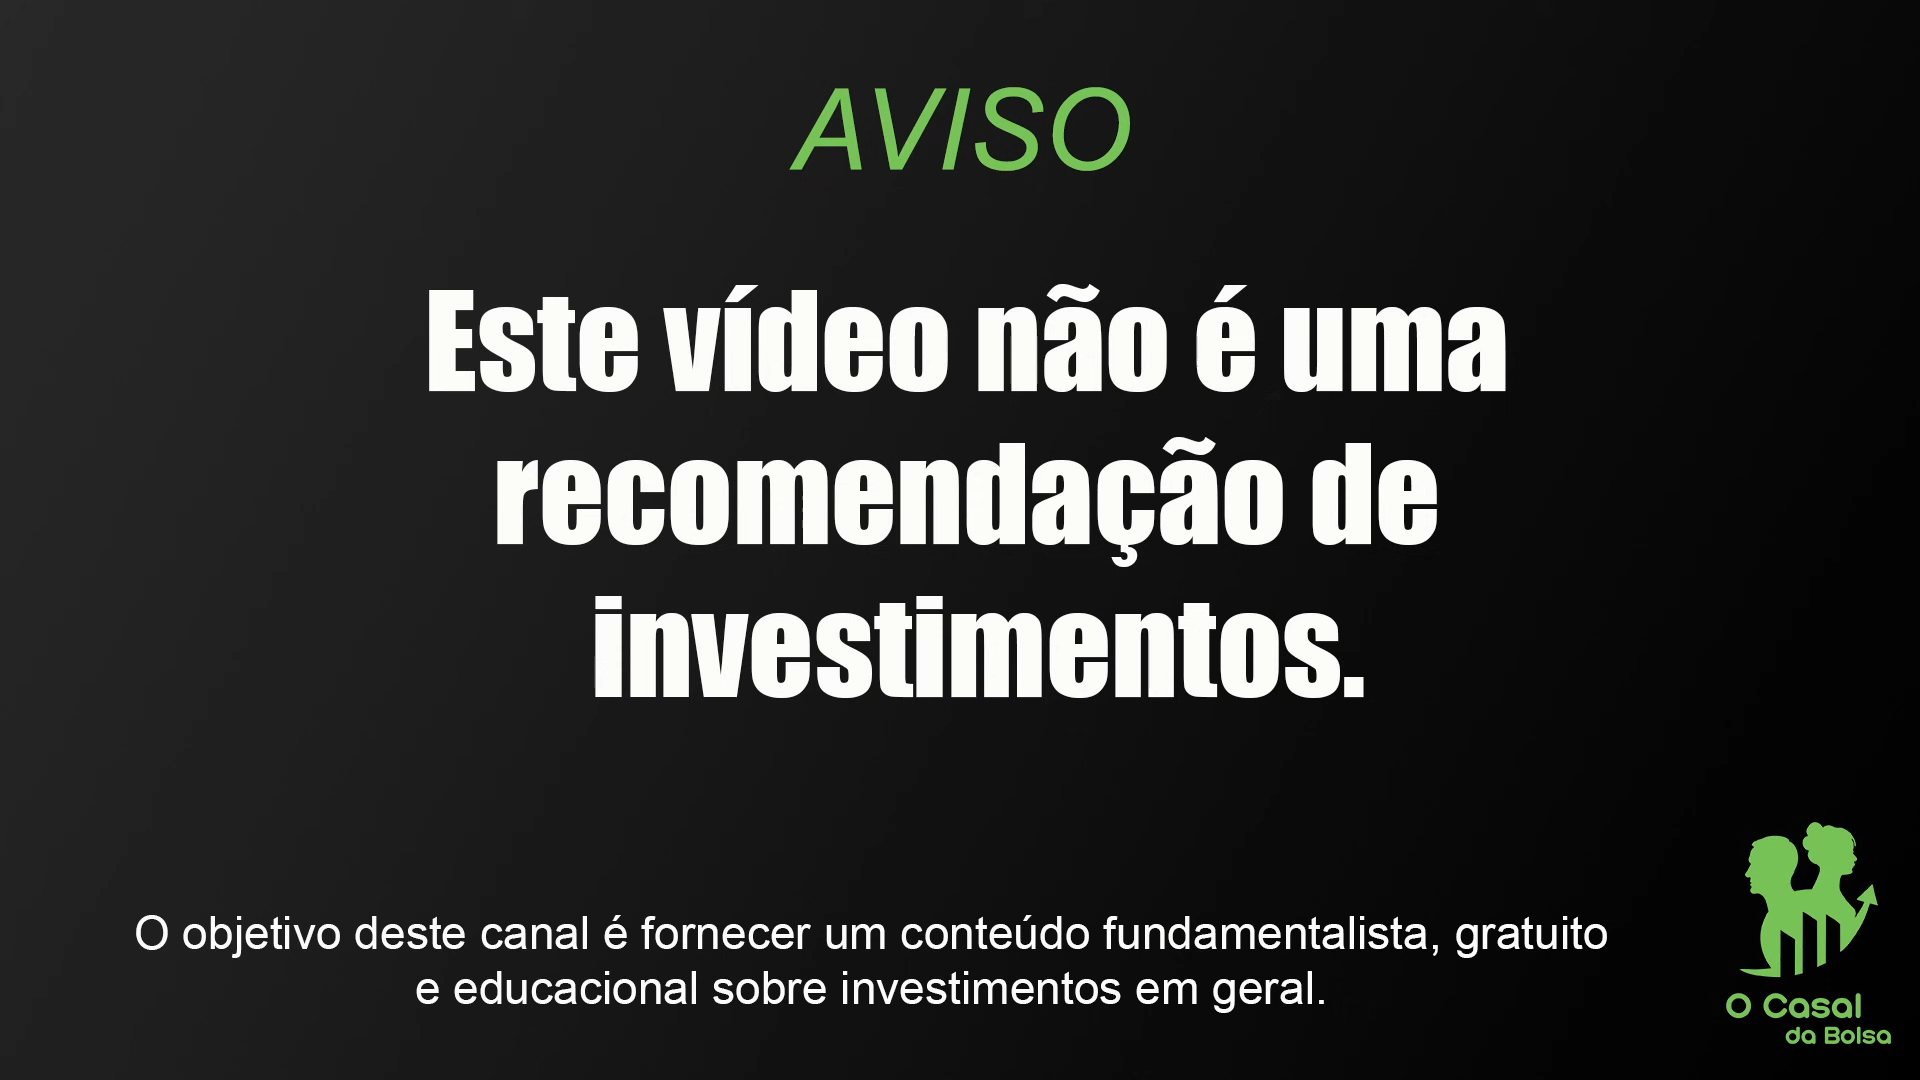 AVISO
Este vídeo não é uma
recomendação de
investimentos.
O objetivo deste canal é fornecer um conteúdo fundamentalista, gratuito
e educacional sobre investimentos em geral.
O Casal
da Bolsa